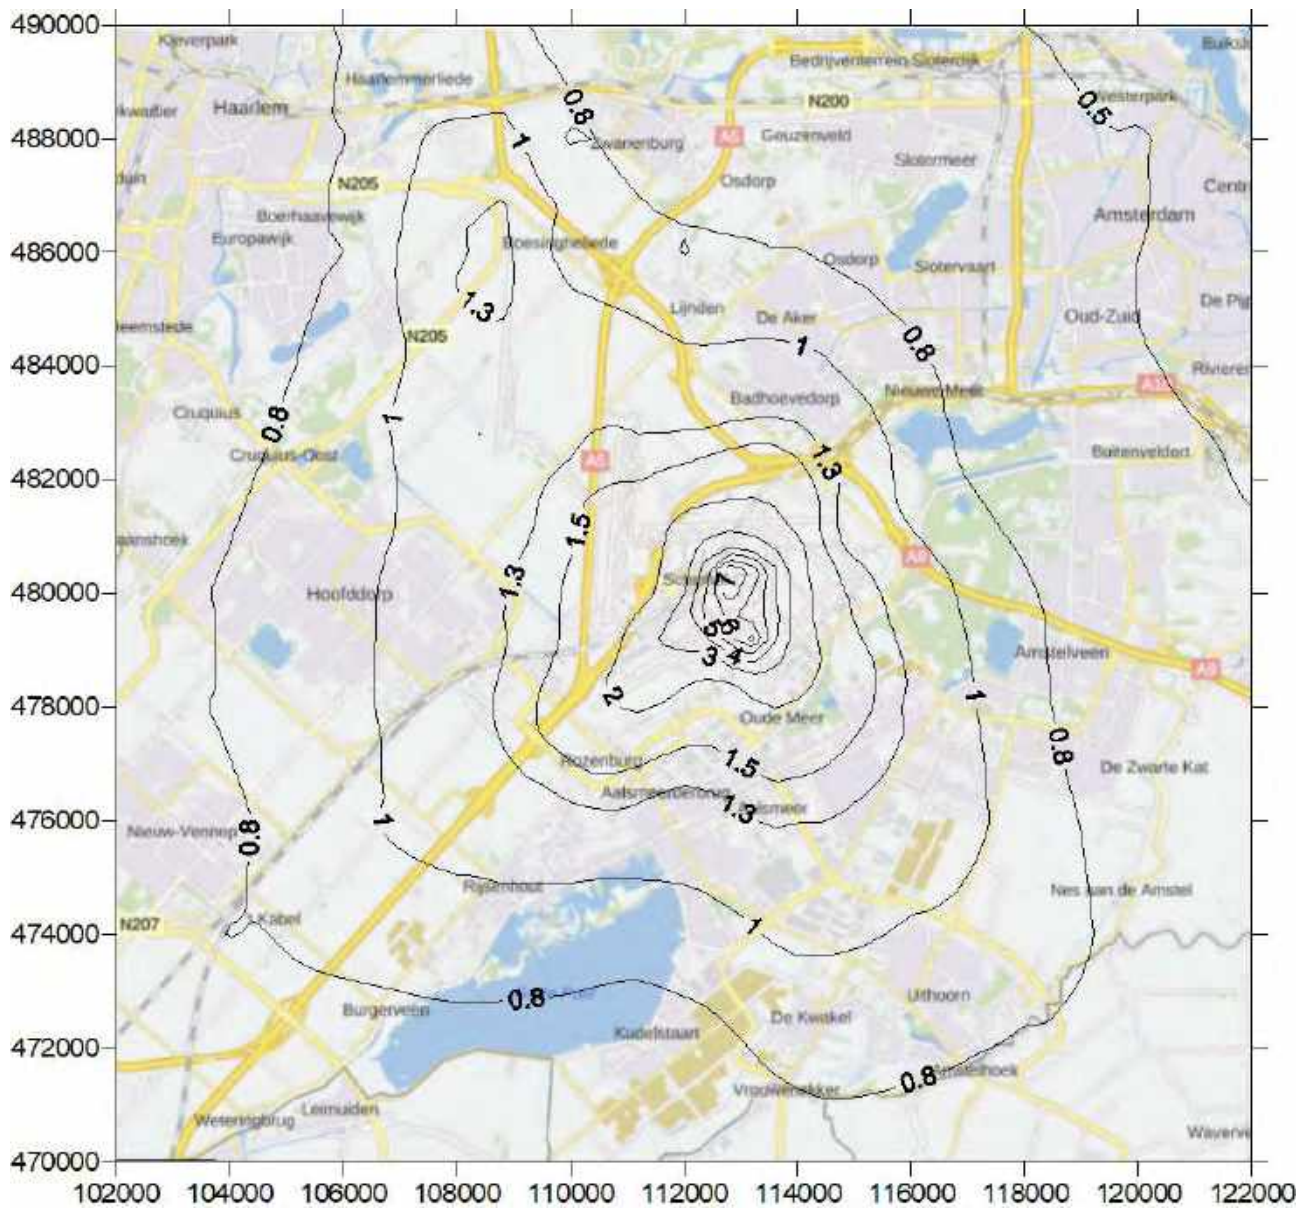 490000
Haarlemmerliede
Bedrijventerrein Sloterdijk
Haarlem
N200
Westerpark
0.8
0.5
488000
1
Zwanenburg
A5
Geuzenveld
Slotermeer
N205
Osdorp
Boerhaavewijk
Amsterdam
Europawijk
486000
Boesingheliede
Osdorp
Slotervaart
1.3
Lijnden
De Aker
Oud-Zuid
N205
1
0.8
484000
Nieuwe Meer
A10
Badhoevedorp
Cruquius
0.8
1
Cruquius-Oost
A5
1.3
Buitenveldert
482000
1.5
A9
1.3
7
480000
Hoofddorp
5
3
4
Amstelveen
A9
2
1
478000
Oude Meer
0.8
Rozenburg
1.5
De Zwarte Kat
Aalsmeerderbrug
1.3
476000
1
0.8
Nieuw-Vennep
Rijsenhout
Nes aan de Amstel
N207
Kabel
1
474000
0.8
Uithoorn
Burgerveen
De Kwakel
Kudelstaart
472000
0.8
Vrouwenakker
Leimuiden
Weteringbrug
470000
102000 104000 106000 108000 110000 112000 114000 116000 118000 120000 122000